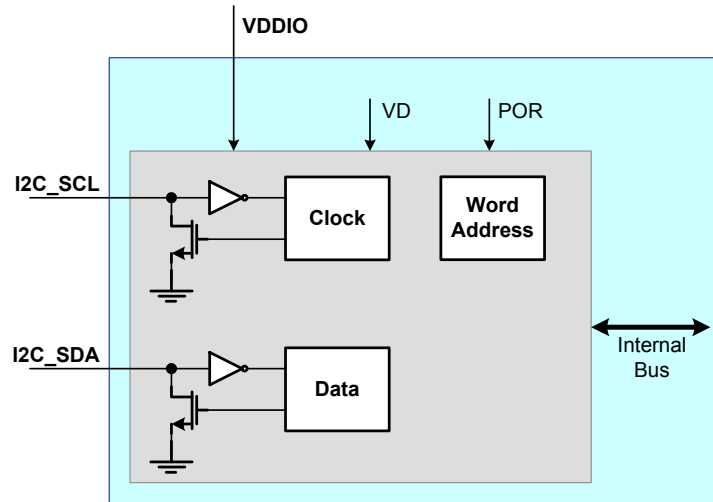 VDDIO
VD
POR
I2C_SCL
Clock
Word
Address
Internal
Bus
I2C_SDA
Data